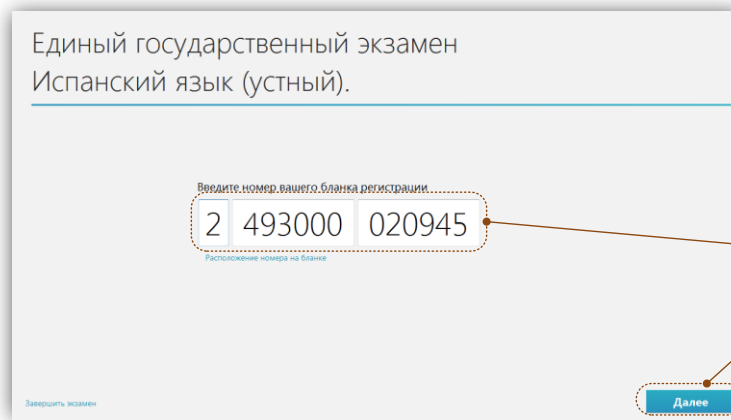 Единый государственный экзамен
Испанский язык (устный).
Введите номер вашего бланка регистрации
2 493000 020945
Расположение номера на бланке
Завершить экзамен
Далее